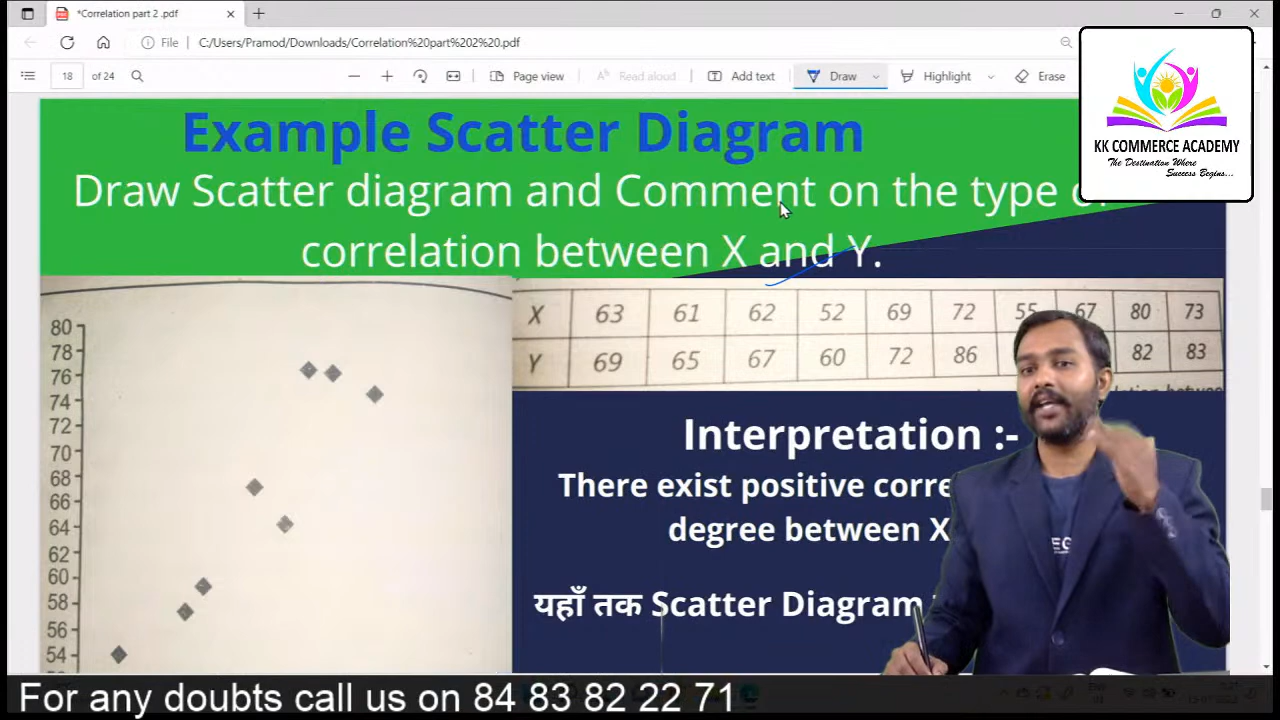 *Correlation part 2 .pdf
File C:/Users/Pramod/Downloads/Correlation%20part%202%20.pdf
18 of 24 Page view Read aloud Add text Draw Highlight Erase
KK COMMERCE ACADEMY
The Destination Where
Success Begins...
Example Scatter Diagram
Draw Scatter diagram and Comment on the type
correlation between X and Y.
X 63 61 62 52 69 72 55 67 80 73
Y 69 65 67 60 72 86 82 83
80
78
76
74
72
70
68
66
64
62
60
58
56
54
Interpretation :-
There exist positive
degree between X
यहाँ तक Scatter Diagram
For any doubts call us on 84 83 82 22 71